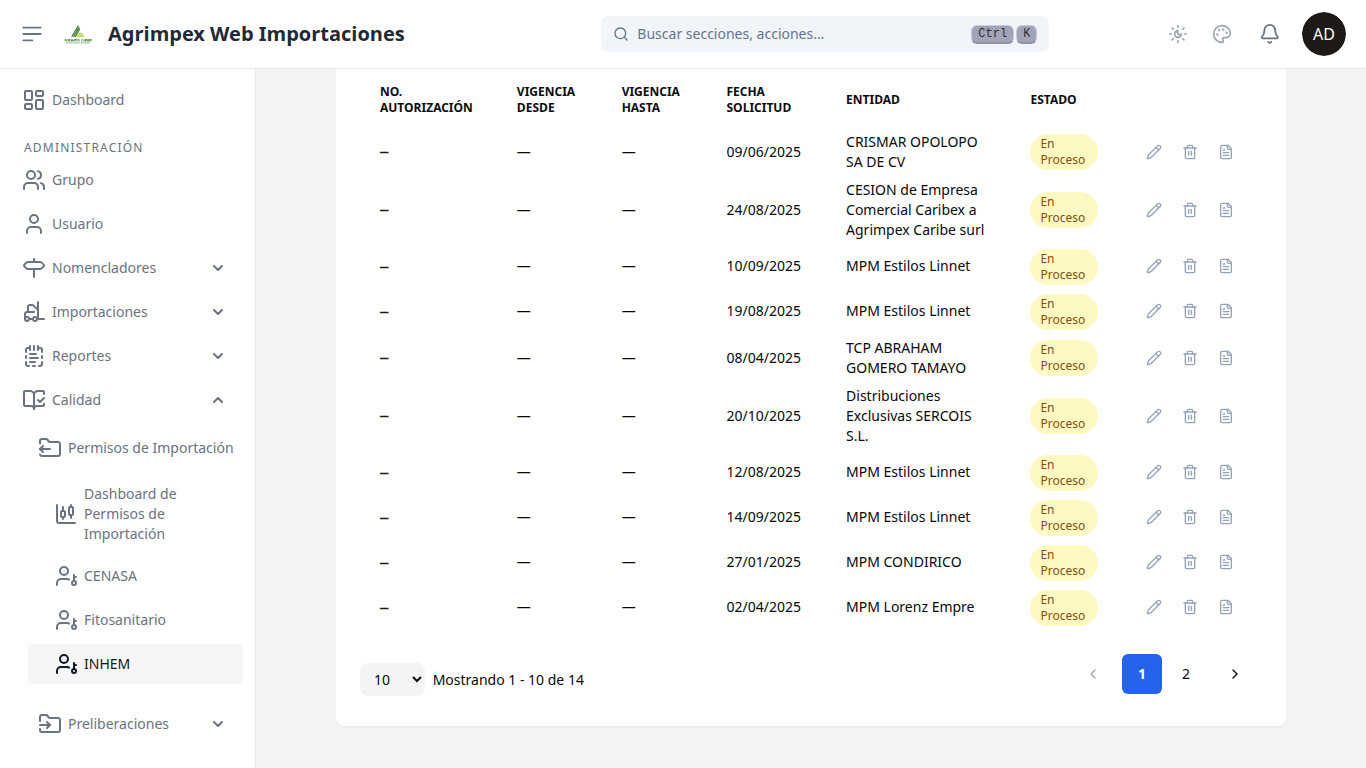 Agrimpex Web Importaciones
Buscar secciones, acciones...
Ctrl K
AD
Dashboard
ADMINISTRACIÓN
Grupo
Usuario
Nomencladores
Importaciones
Reportes
Calidad
Permisos de Importación
Dashboard de
Permisos de
Importación
CENASA
Fitosanitario
INHEM
Preliberaciones
NO.
AUTORIZACIÓN
VIGENCIA
DESDE
VIGENCIA
HASTA
FECHA
SOLICITUD
ENTIDAD
ESTADO
— — — 09/06/2025
CRISMAR OPOLOPO
SA DE CV
En
Proceso
— — — 24/08/2025
CESION de Empresa
Comercial Caribex a
Agrimpex Caribe surl
En
Proceso
— — — 10/09/2025 MPM Estilos Linnet
En
Proceso
— — — 19/08/2025 MPM Estilos Linnet
En
Proceso
— — — 08/04/2025
TCP ABRAHAM
GOMERO TAMAYO
En
Proceso
— — — 20/10/2025
Distribuciones
Exclusivas SERCOIS
S.L.
En
Proceso
— — — 12/08/2025 MPM Estilos Linnet
En
Proceso
— — — 14/09/2025 MPM Estilos Linnet
En
Proceso
— — — 27/01/2025 MPM CONDIRICO
En
Proceso
— — — 02/04/2025 MPM Lorenz Empre
En
Proceso
10 Mostrando 1 - 10 de 14
‹ 1 2 ›